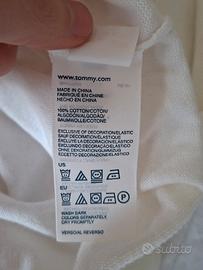 www.tommy.com
MADE IN CHINA
FABRIQUÉ EN CHINE
HECHO EN CHINA
100% COTTON/COTON/
ALGODON/ALGODÃO/
BAUMWOLLE/COTONE
EXCLUSIVE OF DECORATION/ELASTIC
SAUF DÉCORATION/ÉLASTIQUE
US
EU
WASH DARK
COLORS SEPARATELY
DRY PROMPTLY
VERSO/AL REVERSO
Subito